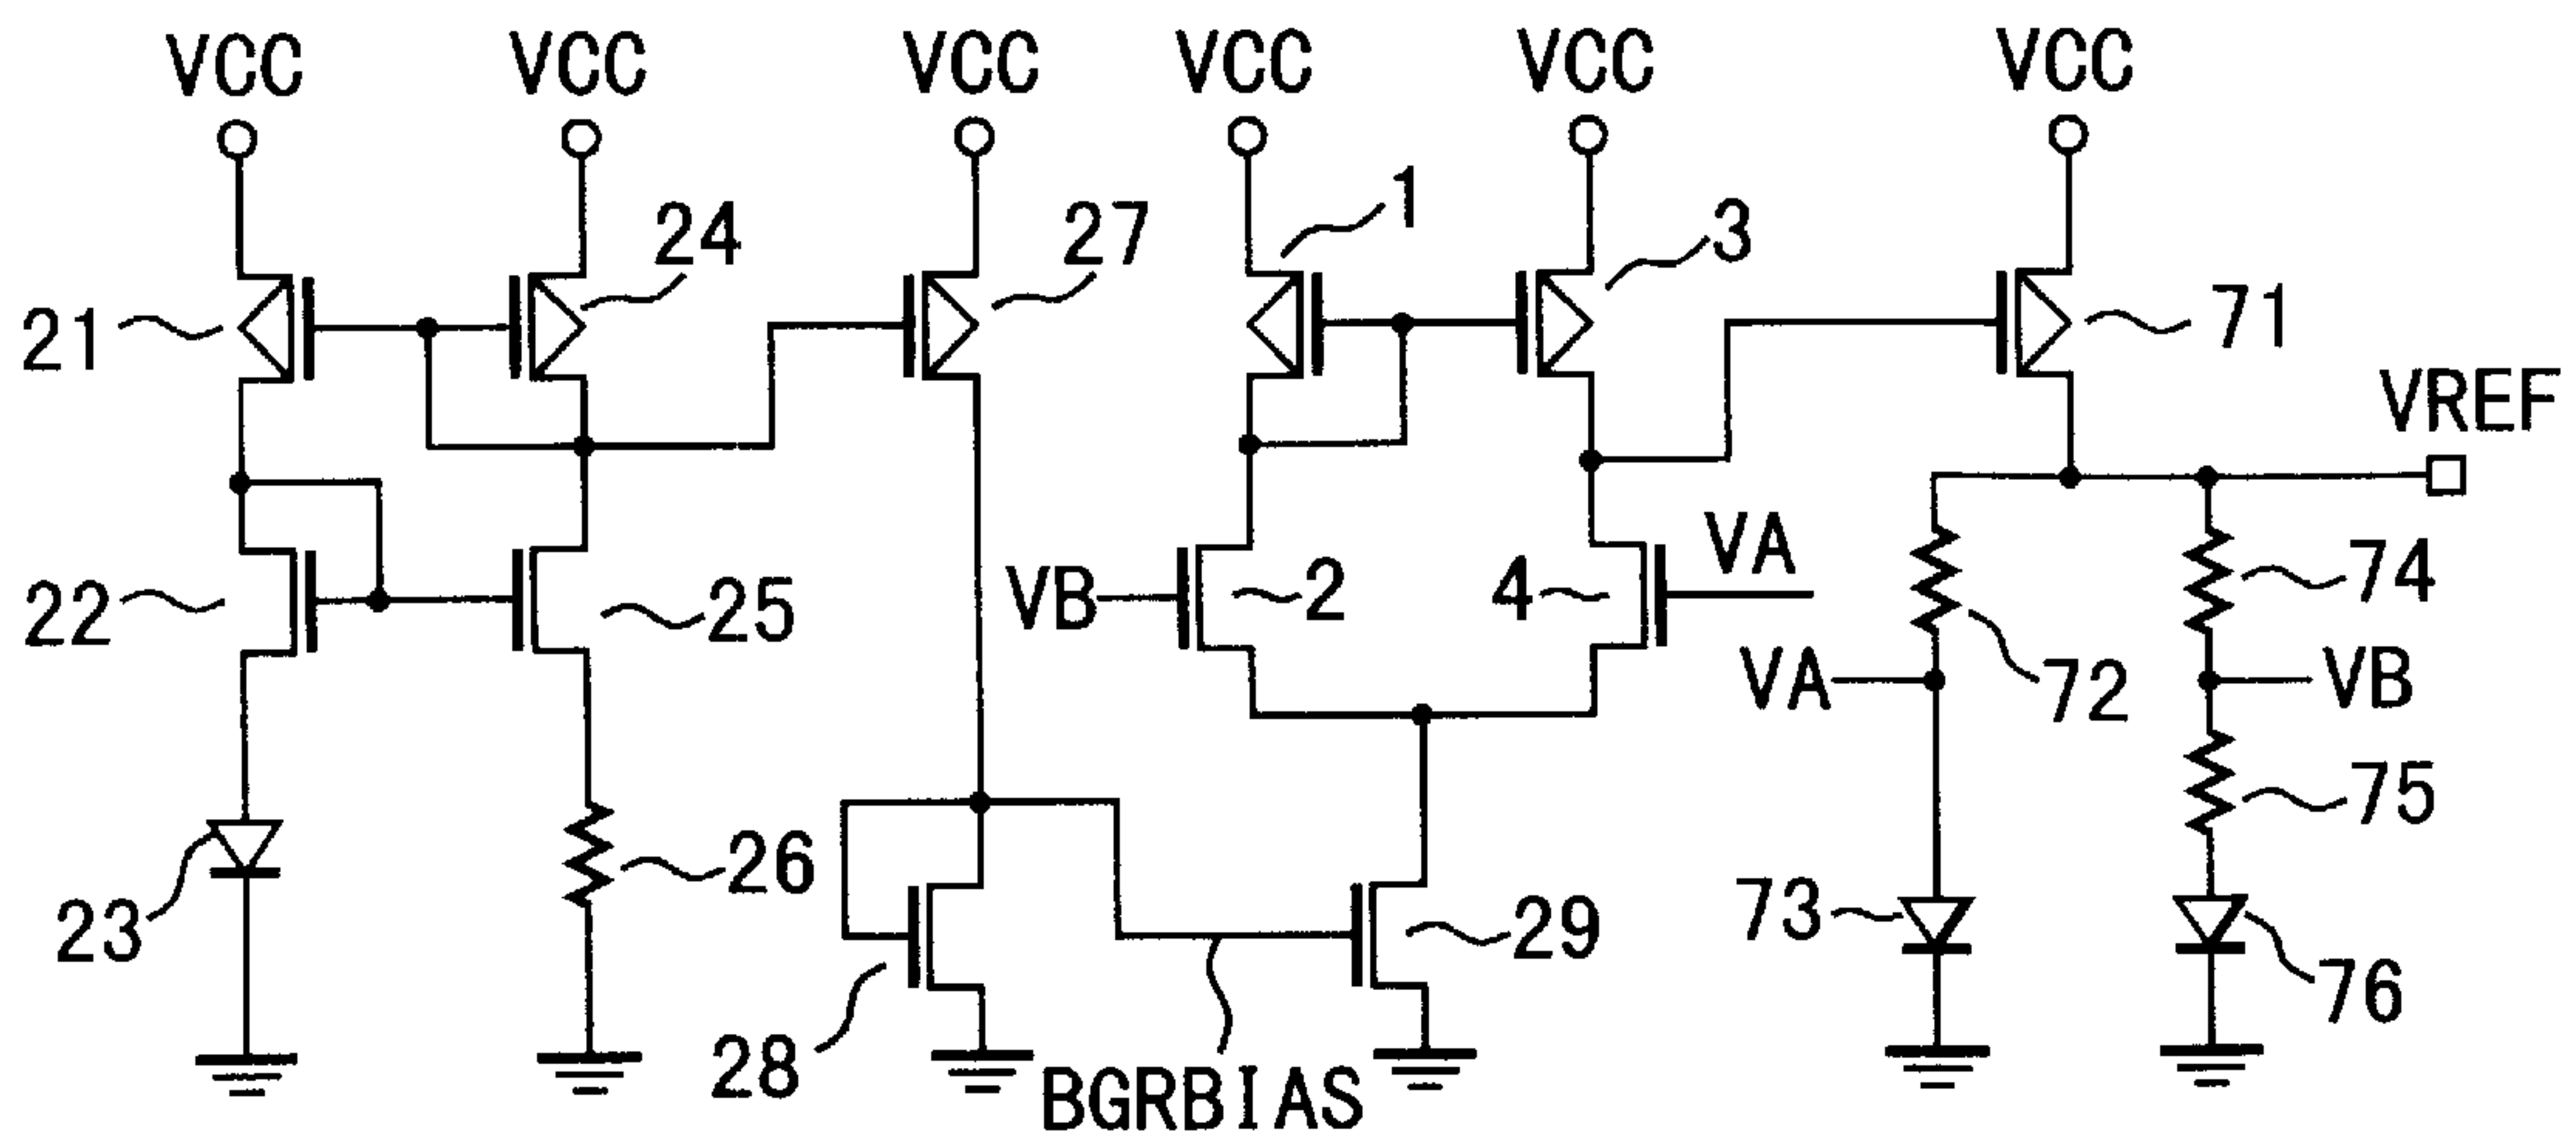 VCC VCC VCC VCC VCC VCC
1
24 27 3
21 71
VREF
VA
22 25 VB 2 4 74
VA 72 VB
75
26
23 29 73
76
28
BGRBIAS